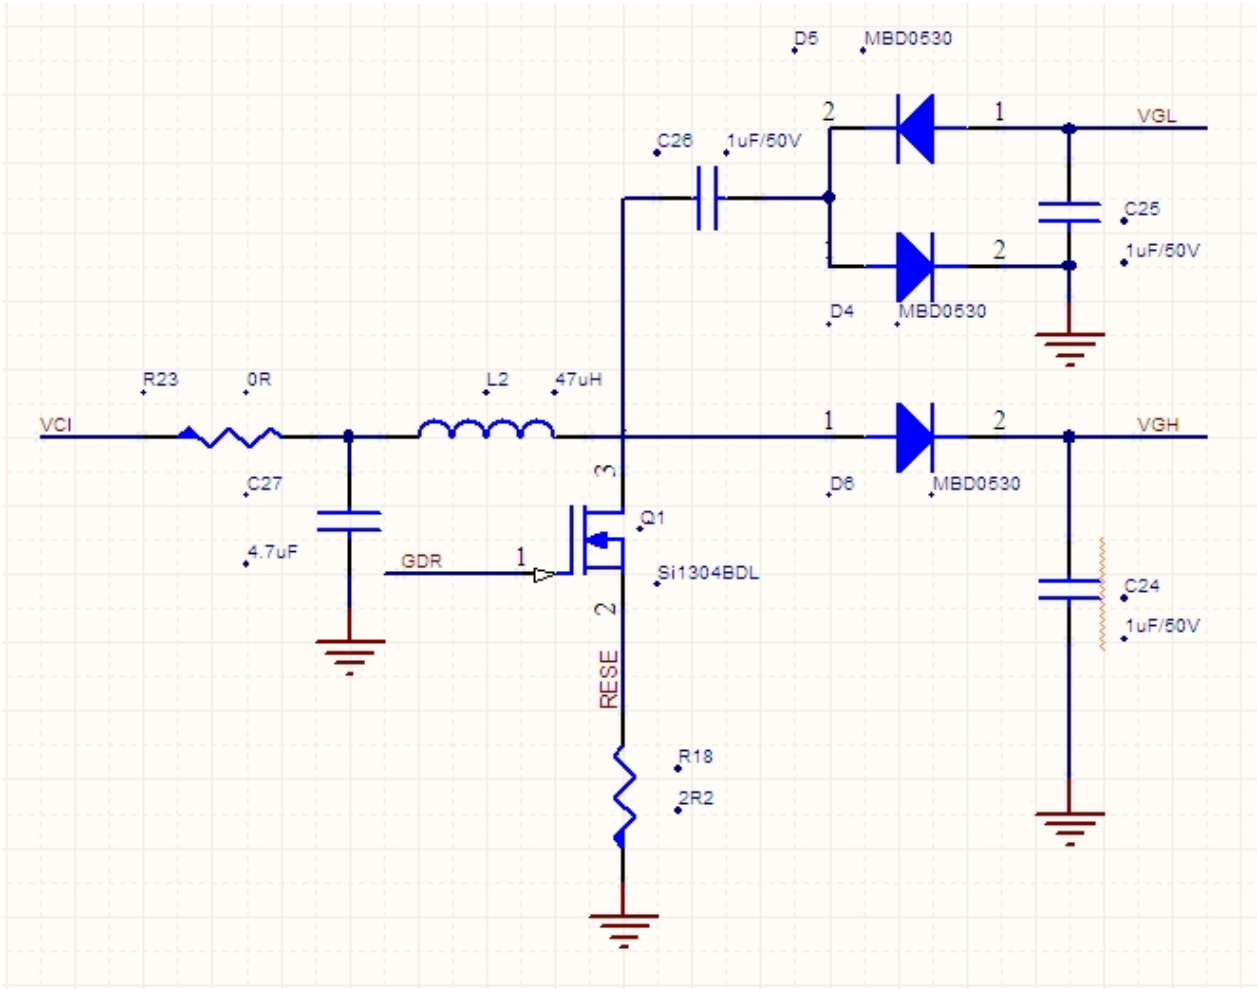 D5 MBD0530
2 1 VGL
C26 1uF/50V
C25
2 1uF/50V
D4 MBD0530
R23 0R L2 47uH
VCI 1 2 VGH
3
C27 D6 MBD0530
Q1
4.7uF GDR 1
Si1304BDL
C24
2
1uF/50V
RESE
R18
2R2